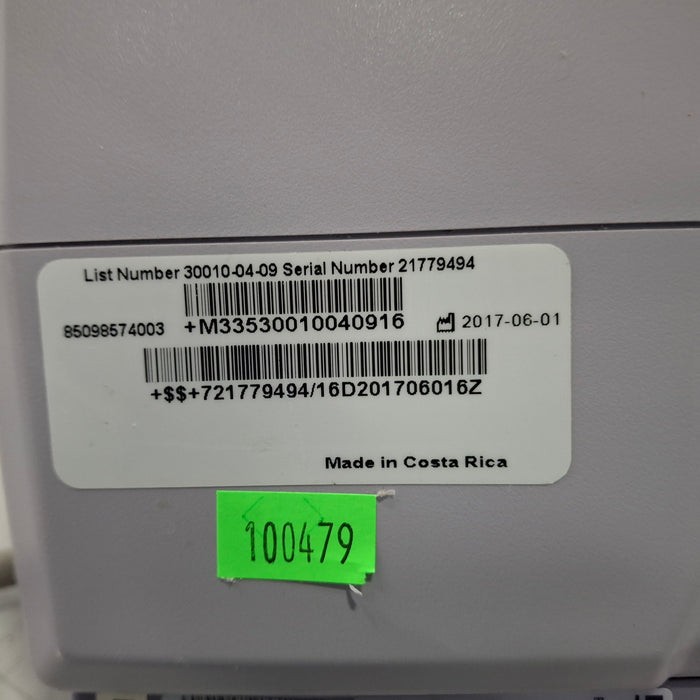 List Number 30010-04-09 Serial Number 21779494
85098574003 +M33530010040916 2017-06-01
+$$+721779494/16D201706016Z
Made in Costa Rica
100479